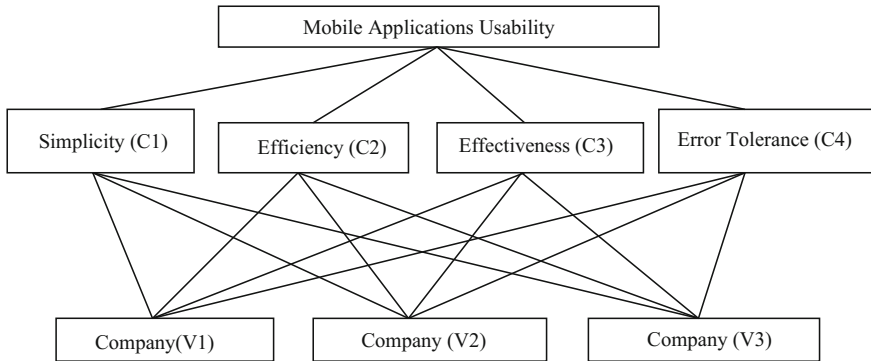 Mobile Applications Usability
Simplicity (C1)
Efficiency (C2)
Effectiveness (C3)
Error Tolerance (C4)
Company(V1)
Company (V2)
Company (V3)